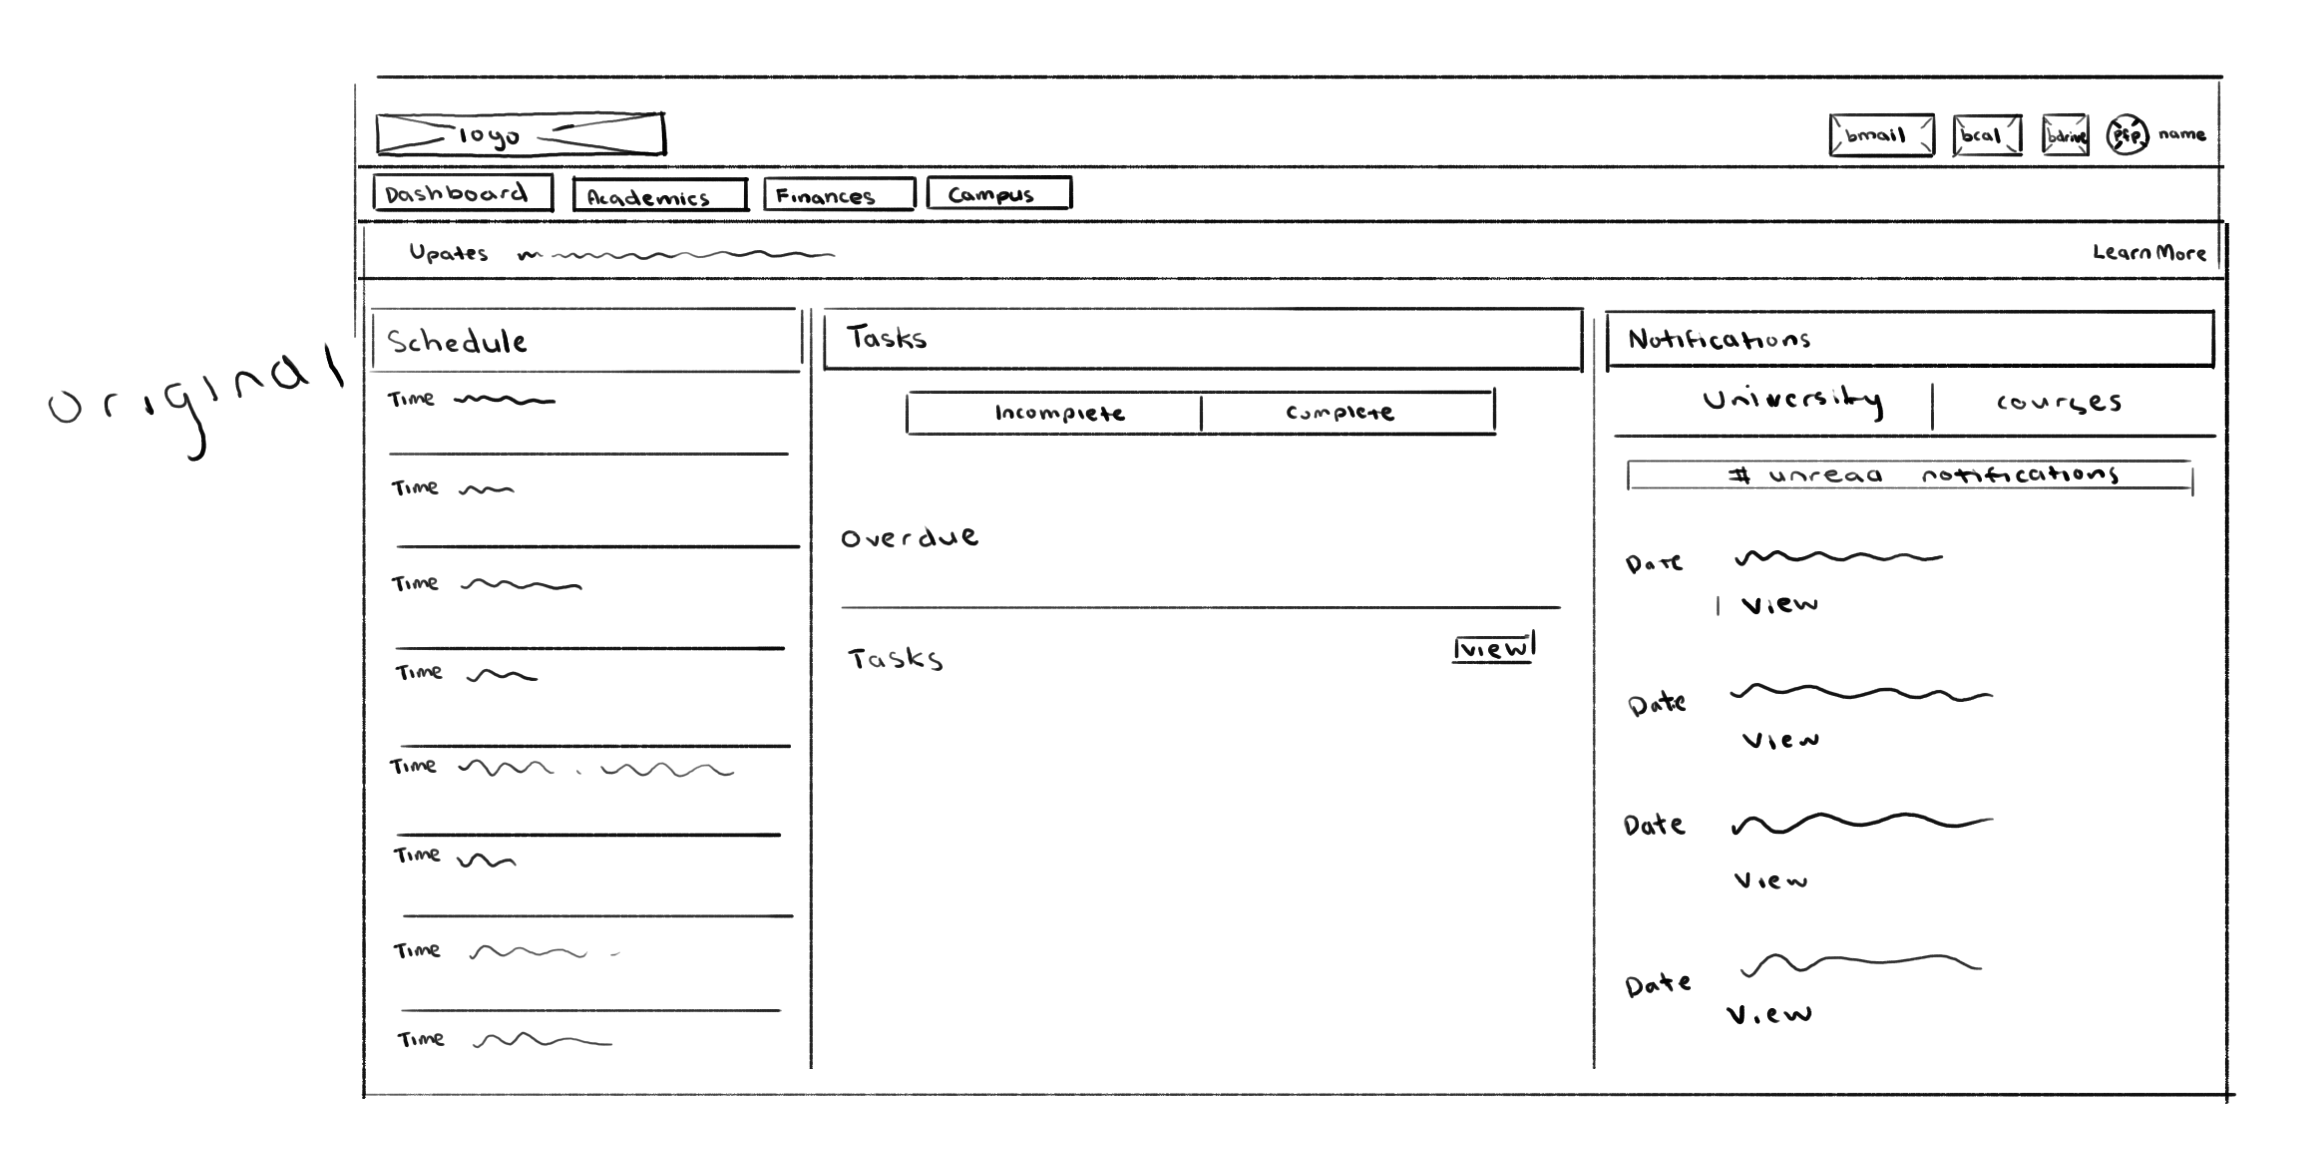 original
logo
bmail bcal bdrive pfp name
Dashboard Academics Finances Campus
Upates Learn More
Schedule
Time
Time
Time
Time
Time
Time
Time
Time
Tasks
Incomplete Complete
Overdue
Tasks view
Notifications
University courses
# unread notifications
Date
View
Date
View
Date
View
Date
View